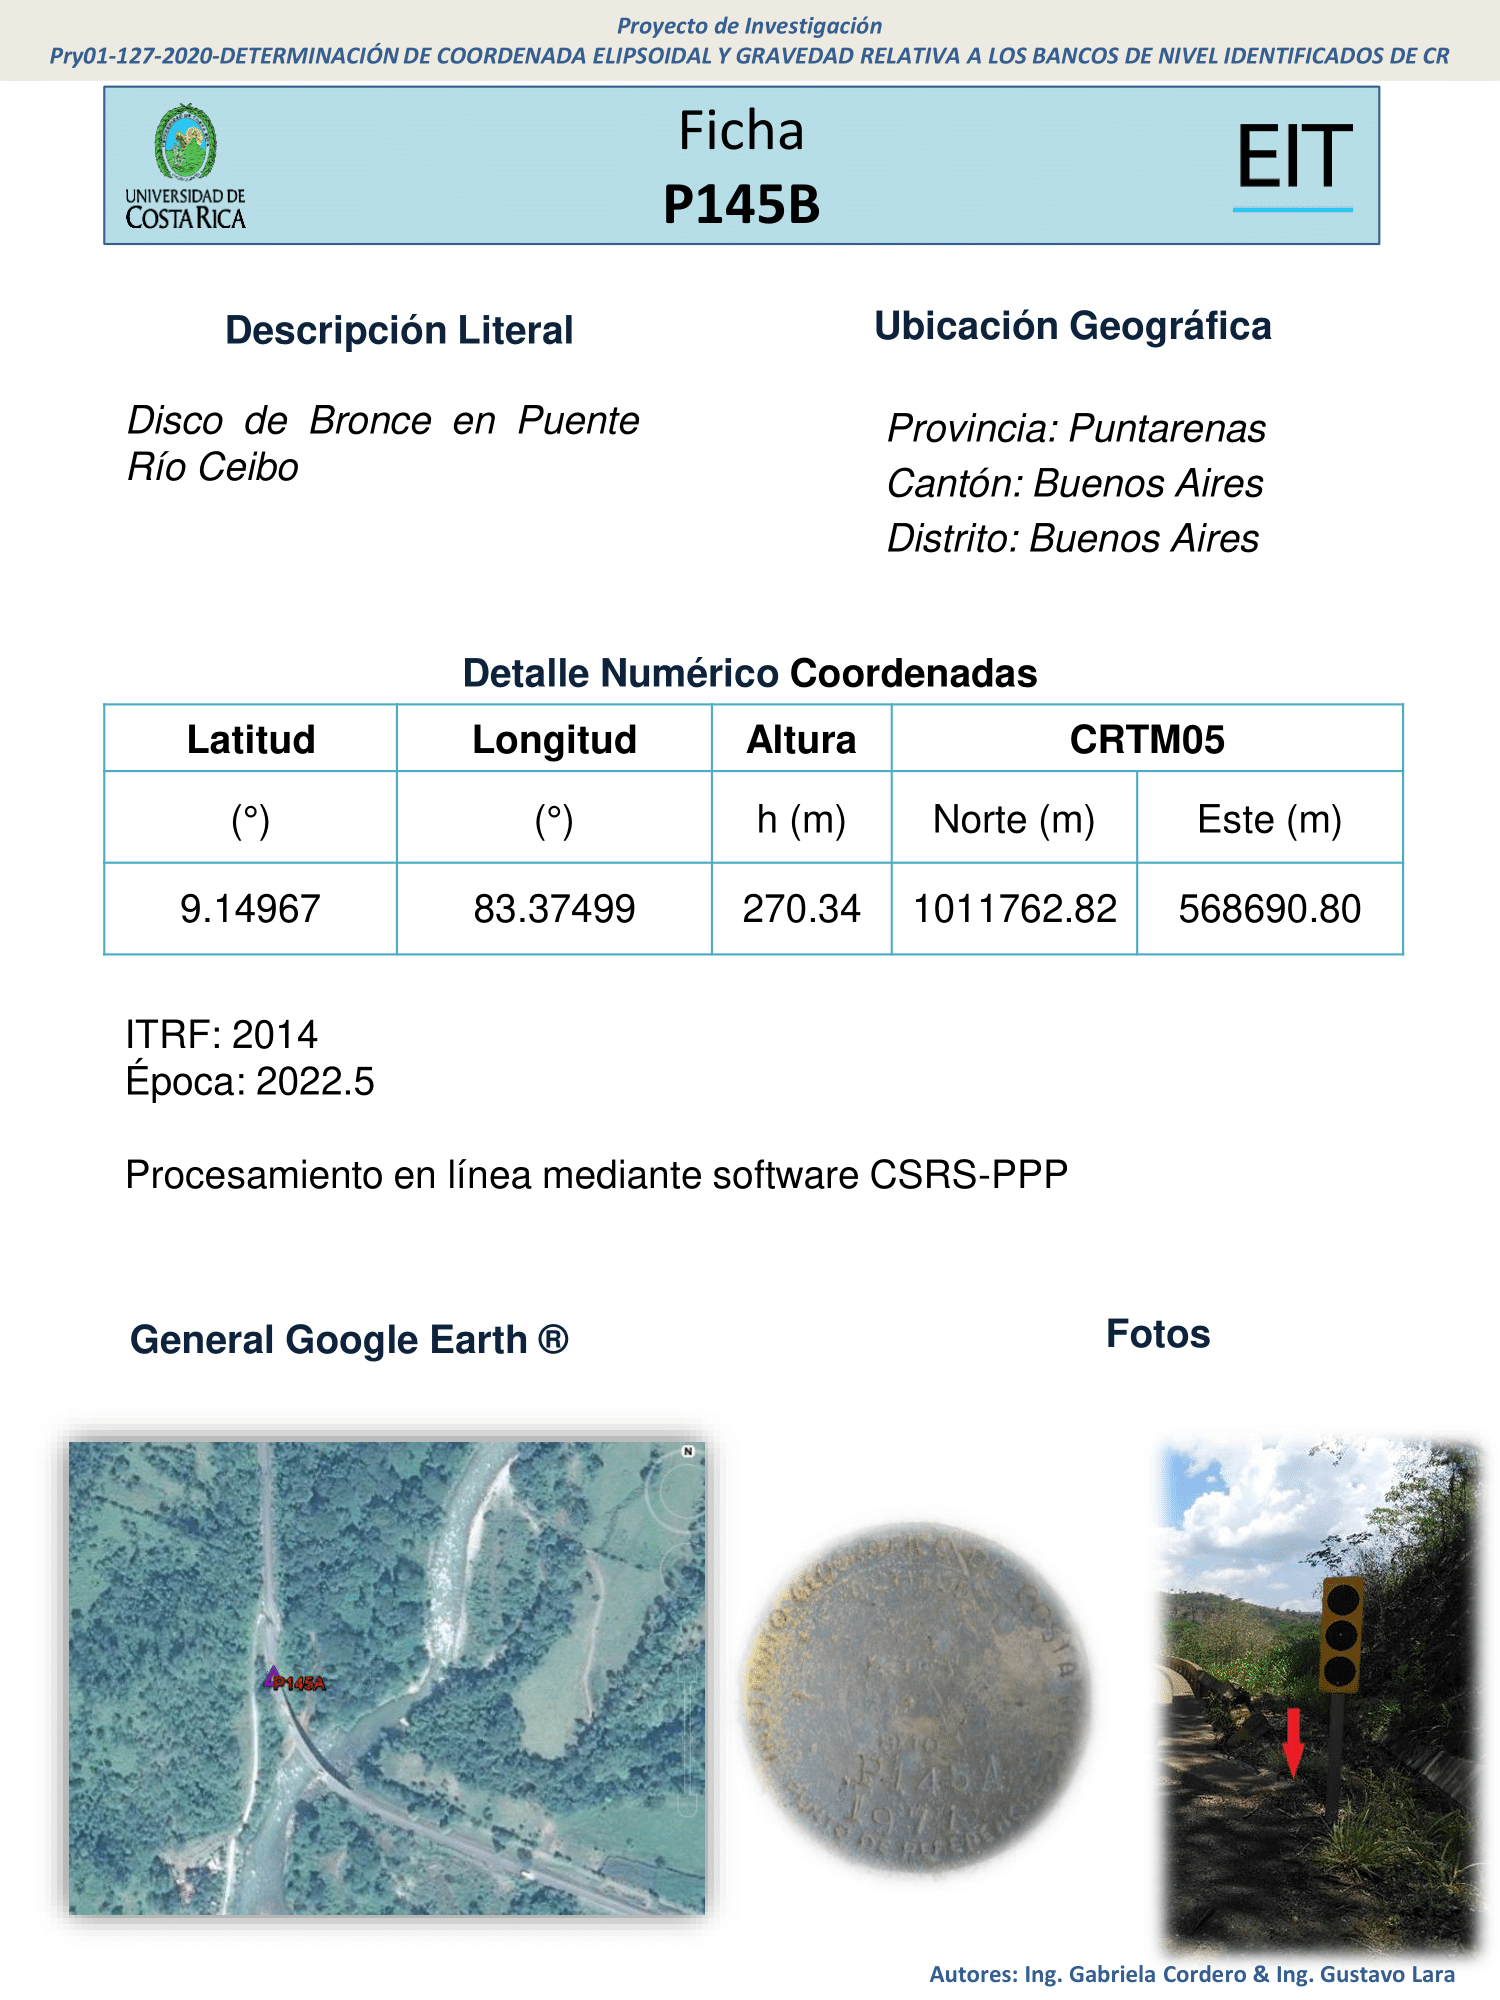 Proyecto de Investigación
Pry01-127-2020-DETERMINACIÓN DE COORDENADA ELIPSOIDAL Y GRAVEDAD RELATIVA A LOS BANCOS DE NIVEL IDENTIFICADOS DE CR
UNIVERSIDAD DE
COSTA RICA
Ficha
P145B
EIT
Descripción Literal
Disco de Bronce en Puente
Río Ceibo
Ubicación Geográfica
Provincia: Puntarenas
Cantón: Buenos Aires
Distrito: Buenos Aires
Detalle Numérico Coordenadas
Latitud Longitud Altura CRTM05
(°) (°) h (m) Norte (m) Este (m)
9.14967 83.37499 270.34 1011762.82 568690.80
ITRF: 2014
Época: 2022.5
Procesamiento en línea mediante software CSRS-PPP
General Google Earth ®
Fotos
N
P145A
P145A
1971
Autores: Ing. Gabriela Cordero & Ing. Gustavo Lara